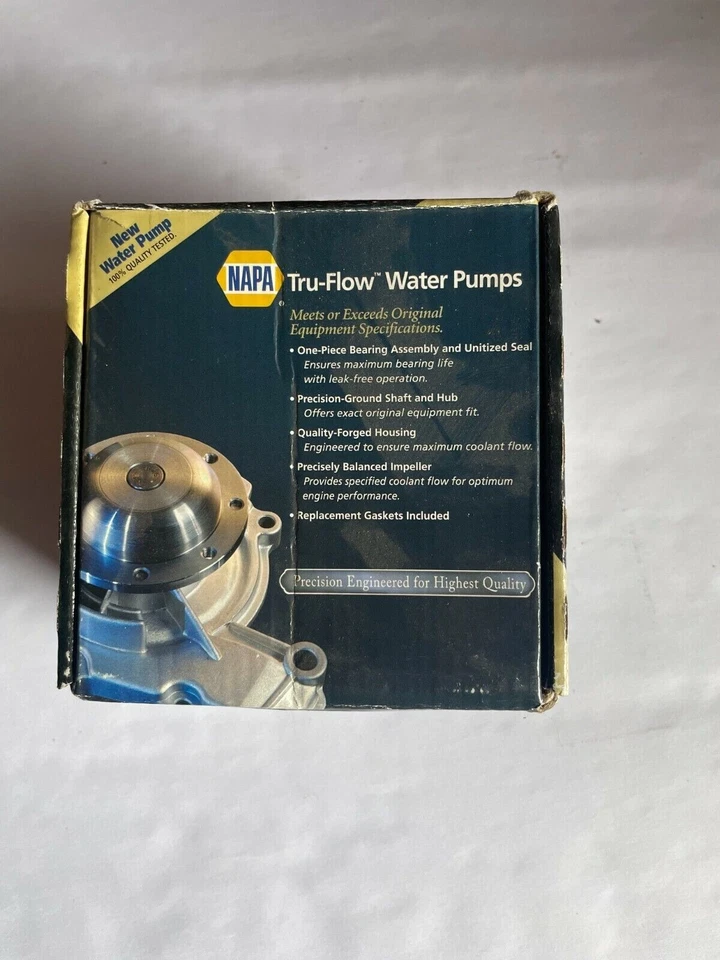 New
Water Pump
100% QUALITY TESTED.
NAPA
Tru-Flow™ Water Pumps
Meets or Exceeds Original
Equipment Specifications.
• One-Piece Bearing Assembly and Unitized Seal
Ensures maximum bearing life
with leak-free operation.
• Precision-Ground Shaft and Hub
Offers exact original equipment fit.
• Quality-Forged Housing
Engineered to ensure maximum coolant flow.
• Precisely Balanced Impeller
Provides specified coolant flow for optimum
engine performance.
• Replacement Gaskets Included
Precision Engineered for Highest Quality